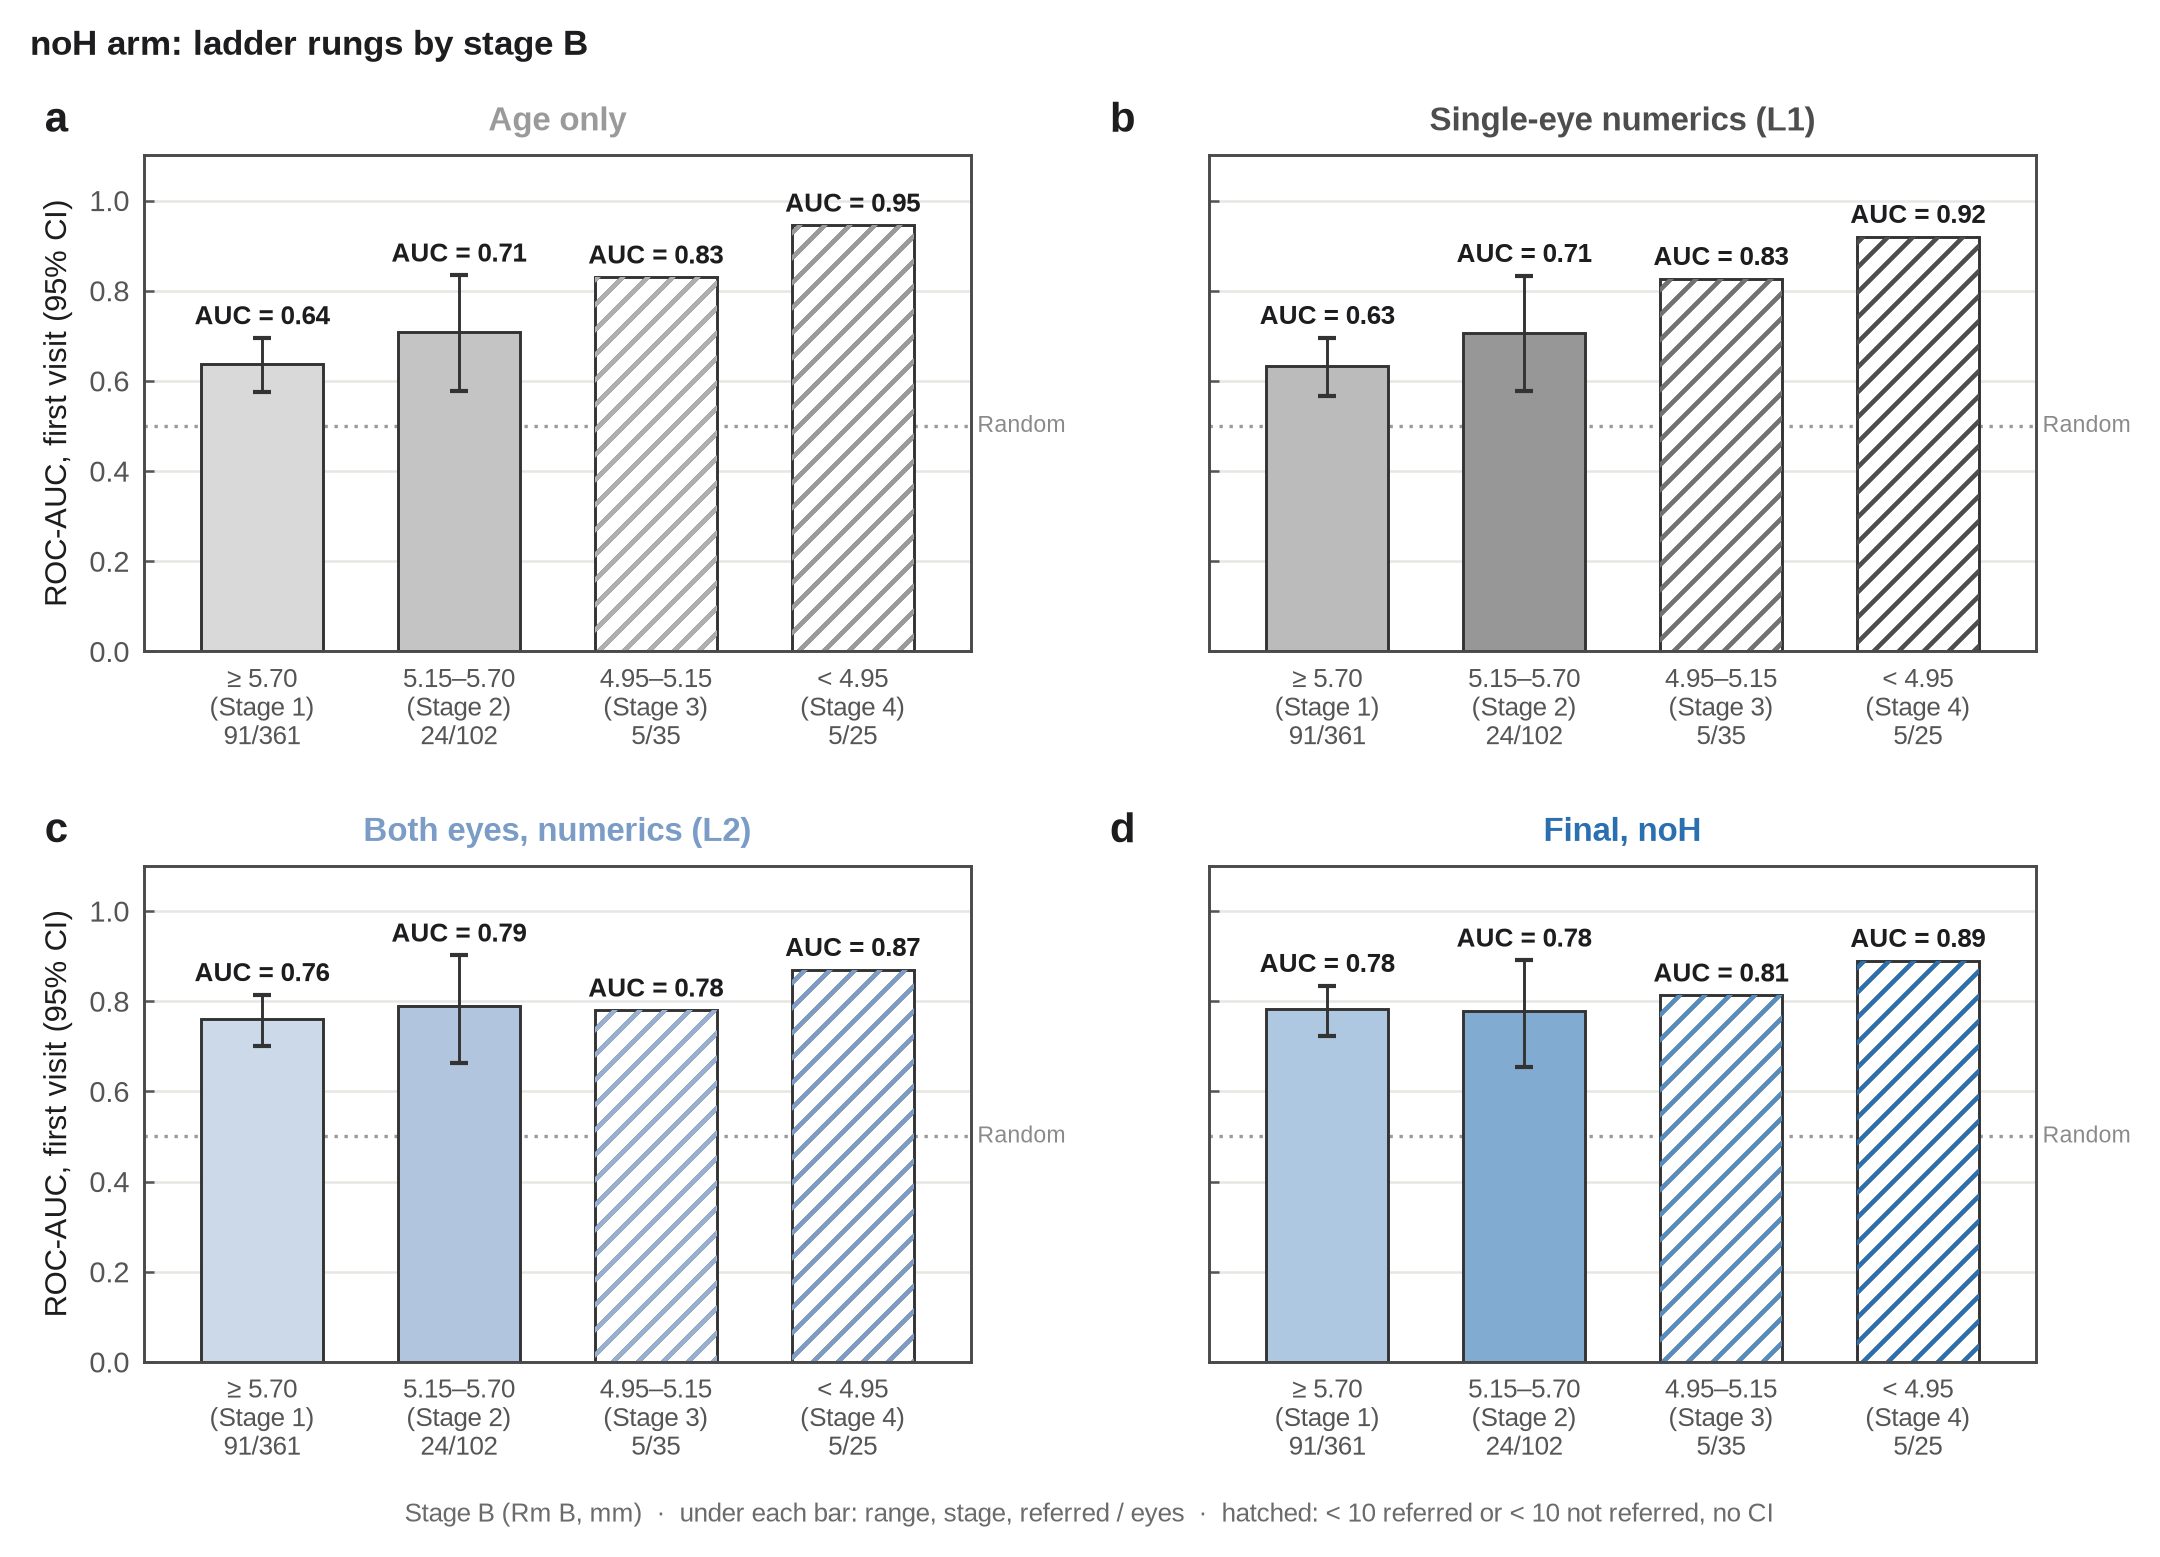 noH arm: ladder rungs by stage B
a
Age only
ROC-AUC, first visit (95% CI)
1.0
0.8
0.6
0.4
0.2
0.0
AUC = 0.64
AUC = 0.71
AUC = 0.83
AUC = 0.95
Random
≥ 5.70
(Stage 1)
91/361
5.15–5.70
(Stage 2)
24/102
4.95–5.15
(Stage 3)
5/35
< 4.95
(Stage 4)
5/25
b
Single-eye numerics (L1)
AUC = 0.63
AUC = 0.71
AUC = 0.83
AUC = 0.92
Random
≥ 5.70
(Stage 1)
91/361
5.15–5.70
(Stage 2)
24/102
4.95–5.15
(Stage 3)
5/35
< 4.95
(Stage 4)
5/25
c
Both eyes, numerics (L2)
ROC-AUC, first visit (95% CI)
1.0
0.8
0.6
0.4
0.2
0.0
AUC = 0.76
AUC = 0.79
AUC = 0.78
AUC = 0.87
Random
≥ 5.70
(Stage 1)
91/361
5.15–5.70
(Stage 2)
24/102
4.95–5.15
(Stage 3)
5/35
< 4.95
(Stage 4)
5/25
d
Final, noH
AUC = 0.78
AUC = 0.78
AUC = 0.81
AUC = 0.89
Random
≥ 5.70
(Stage 1)
91/361
5.15–5.70
(Stage 2)
24/102
4.95–5.15
(Stage 3)
5/35
< 4.95
(Stage 4)
5/25
Stage B (Rm B, mm) · under each bar: range, stage, referred / eyes · hatched: < 10 referred or < 10 not referred, no CI